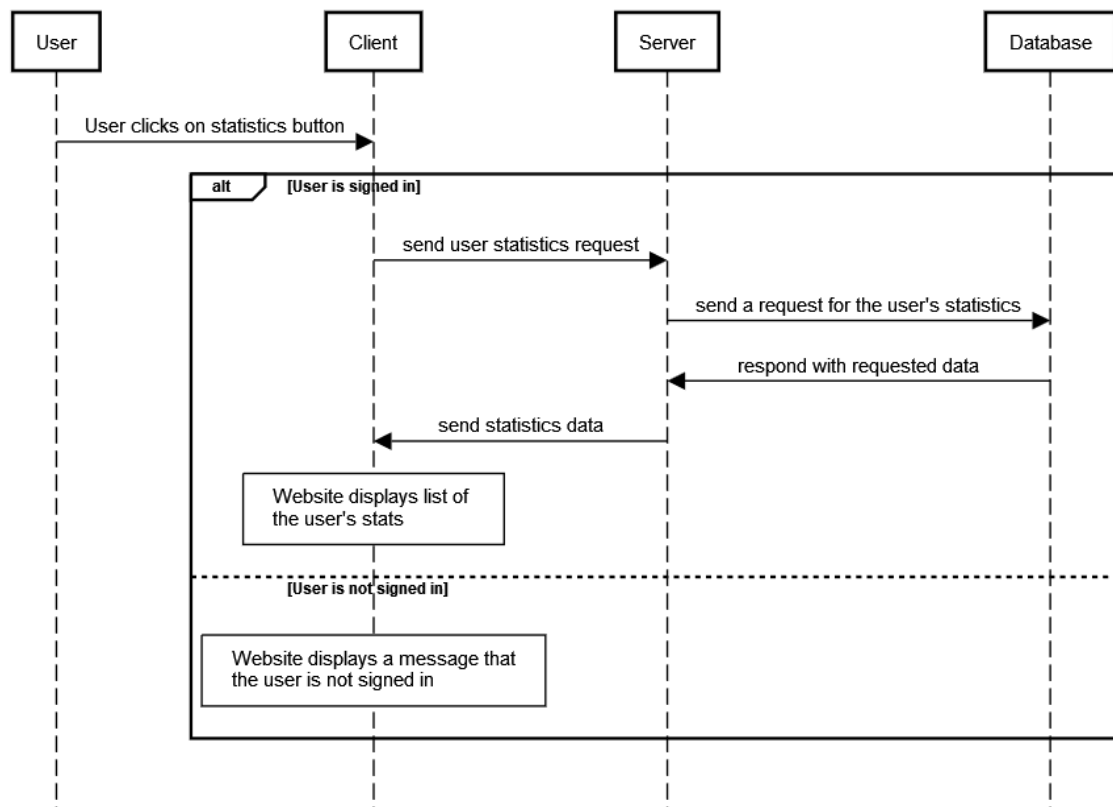 User
Client
Server
Database
User clicks on statistics button
alt
[User is signed in]
send user statistics request
send a request for the user's statistics
respond with requested data
send statistics data
Website displays list of
the user's stats
[User is not signed in]
Website displays a message that
the user is not signed in